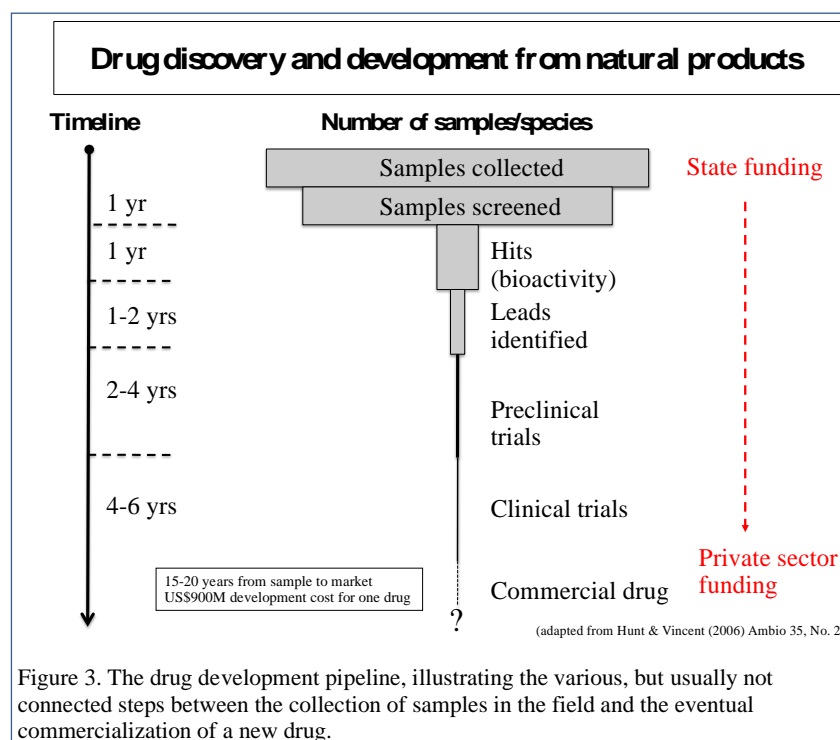 Drug discovery and development from natural products
Timeline
Number of samples/species
Samples collected
State funding
1 yr
Samples screened
1 yr
Hits
(bioactivity)
1-2 yrs
Leads
identified
2-4 yrs
Preclinical
trials
4-6 yrs
Clinical trials
Private sector
funding
15-20 years from sample to market
US$900M development cost for one drug
Commercial drug
?
(adapted from Hunt & Vincent (2006) Ambio 35, No. 2
Figure 3. The drug development pipeline, illustrating the various, but usually not
connected steps between the collection of samples in the field and the eventual
commercialization of a new drug.